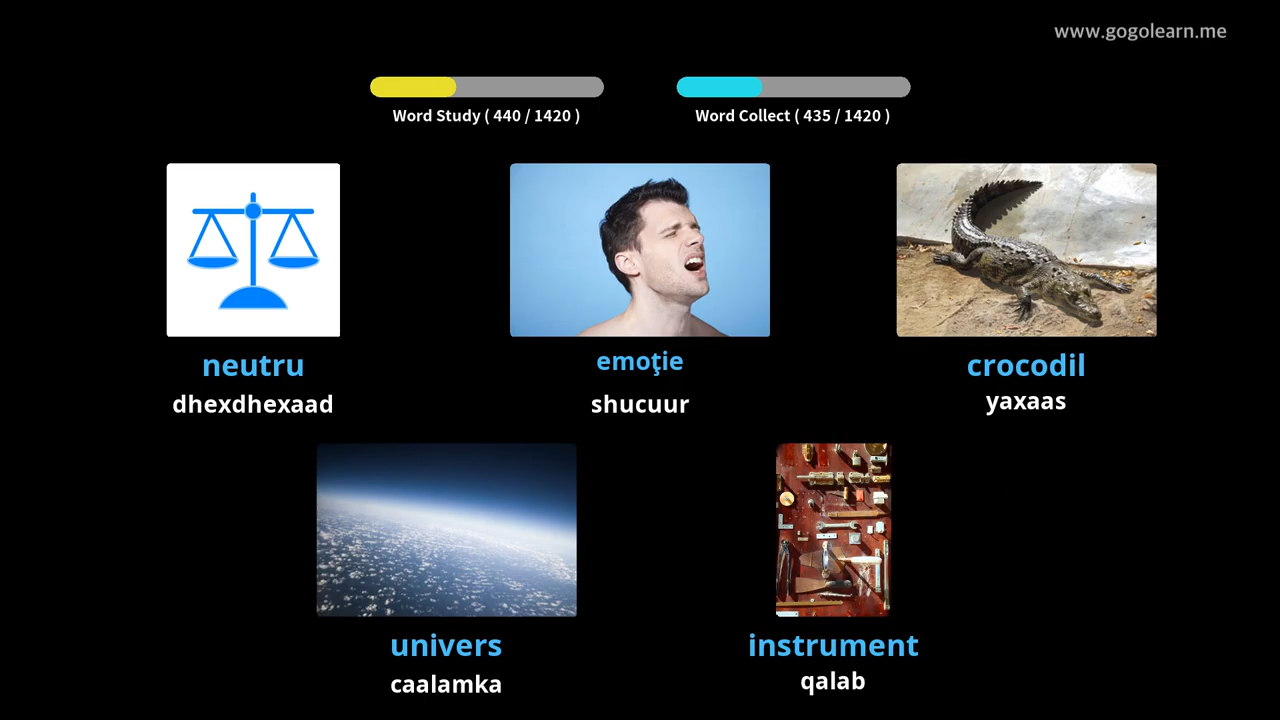 www.gogolearn.me
Word Study ( 440 / 1420 )
Word Collect ( 435 / 1420 )
neutru
dhexdhexaad
emoţie
shucuur
crocodil
yaxaas
univers
caalamka
instrument
qalab